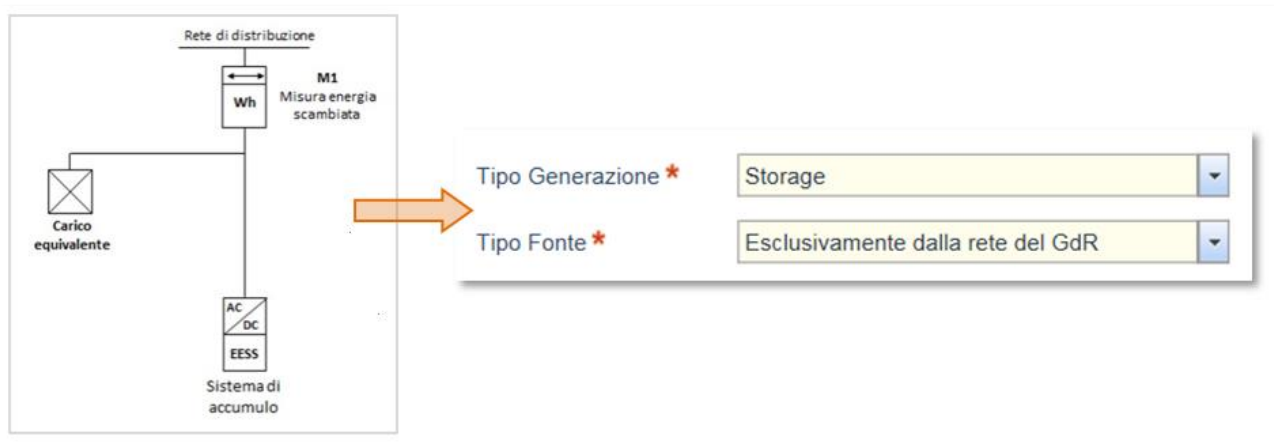 Rete di distribuzione
M1
Misura energia
scambiata
Wh
Carico
equivalente
AC
DC
EESS
Sistema di
accumulo
Tipo Generazione *
Storage
Tipo Fonte *
Esclusivamente dalla rete del GdR